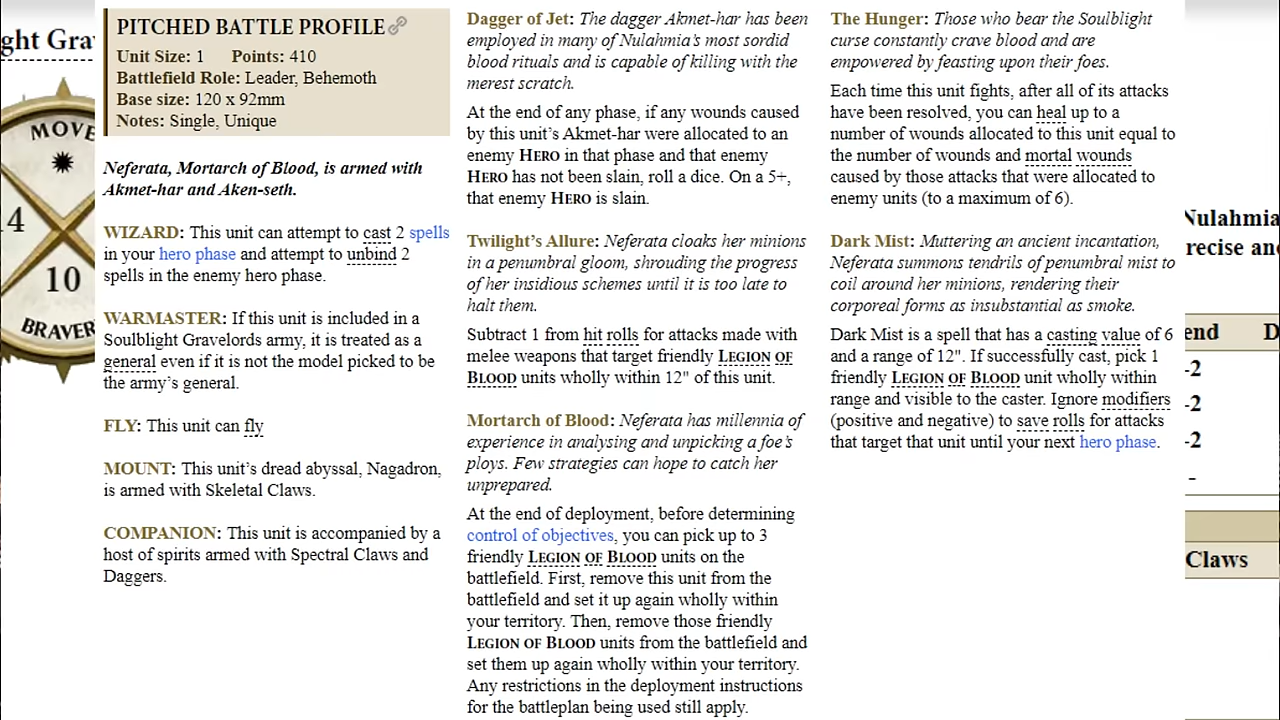 ght Gra
MOVE
4
10
BRAVER
PITCHED BATTLE PROFILE
Unit Size: 1 Points: 410
Battlefield Role: Leader, Behemoth
Base size: 120 x 92mm
Notes: Single, Unique
Neferata, Mortarch of Blood, is armed with
Akmet-har and Aken-seth.
WIZARD: This unit can attempt to cast 2 spells
in your hero phase and attempt to unbind 2
spells in the enemy hero phase.
WARMASTER: If this unit is included in a
Soulblight Gravelords army, it is treated as a
general even if it is not the model picked to be
the army's general.
FLY: This unit can fly
MOUNT: This unit's dread abyssal, Nagadron,
is armed with Skeletal Claws.
COMPANION: This unit is accompanied by a
host of spirits armed with Spectral Claws and
Daggers.
Dagger of Jet: The dagger Akmet-har has been
employed in many of Nulahmia's most sordid
blood rituals and is capable of killing with the
merest scratch.
At the end of any phase, if any wounds caused
by this unit's Akmet-har were allocated to an
enemy HERO in that phase and that enemy
HERO has not been slain, roll a dice. On a 5+,
that enemy HERO is slain.
Twilight's Allure: Neferata cloaks her minions
in a penumbral gloom, shrouding the progress
of her insidious schemes until it is too late to
halt them.
Subtract 1 from hit rolls for attacks made with
melee weapons that target friendly LEGION OF
BLOOD units wholly within 12" of this unit.
Mortarch of Blood: Neferata has millennia of
experience in analysing and unpicking a foe's
ploys. Few strategies can hope to catch her
unprepared.
At the end of deployment, before determining
control of objectives, you can pick up to 3
friendly LEGION OF BLOOD units on the
battlefield. First, remove this unit from the
battlefield and set it up again wholly within
your territory. Then, remove those friendly
LEGION OF BLOOD units from the battlefield and
set them up again wholly within your territory.
Any restrictions in the deployment instructions
for the battleplan being used still apply.
The Hunger: Those who bear the Soulblight
curse constantly crave blood and are
empowered by feasting upon their foes.
Each time this unit fights, after all of its attacks
have been resolved, you can heal up to a
number of wounds allocated to this unit equal to
the number of wounds and mortal wounds
caused by those attacks that were allocated to
enemy units (to a maximum of 6).
Dark Mist: Muttering an ancient incantation,
Neferata summons tendrils of penumbral mist to
coil around her minions, rendering their
corporeal forms as insubstantial as smoke.
Dark Mist is a spell that has a casting value of 6
and a range of 12". If successfully cast, pick 1
friendly LEGION OF BLOOD unit wholly within
range and visible to the caster. Ignore modifiers
(positive and negative) to save rolls for attacks
that target that unit until your next hero phase.
Nulahmia
recise and
end D
-2
-2
-2
-
Claws